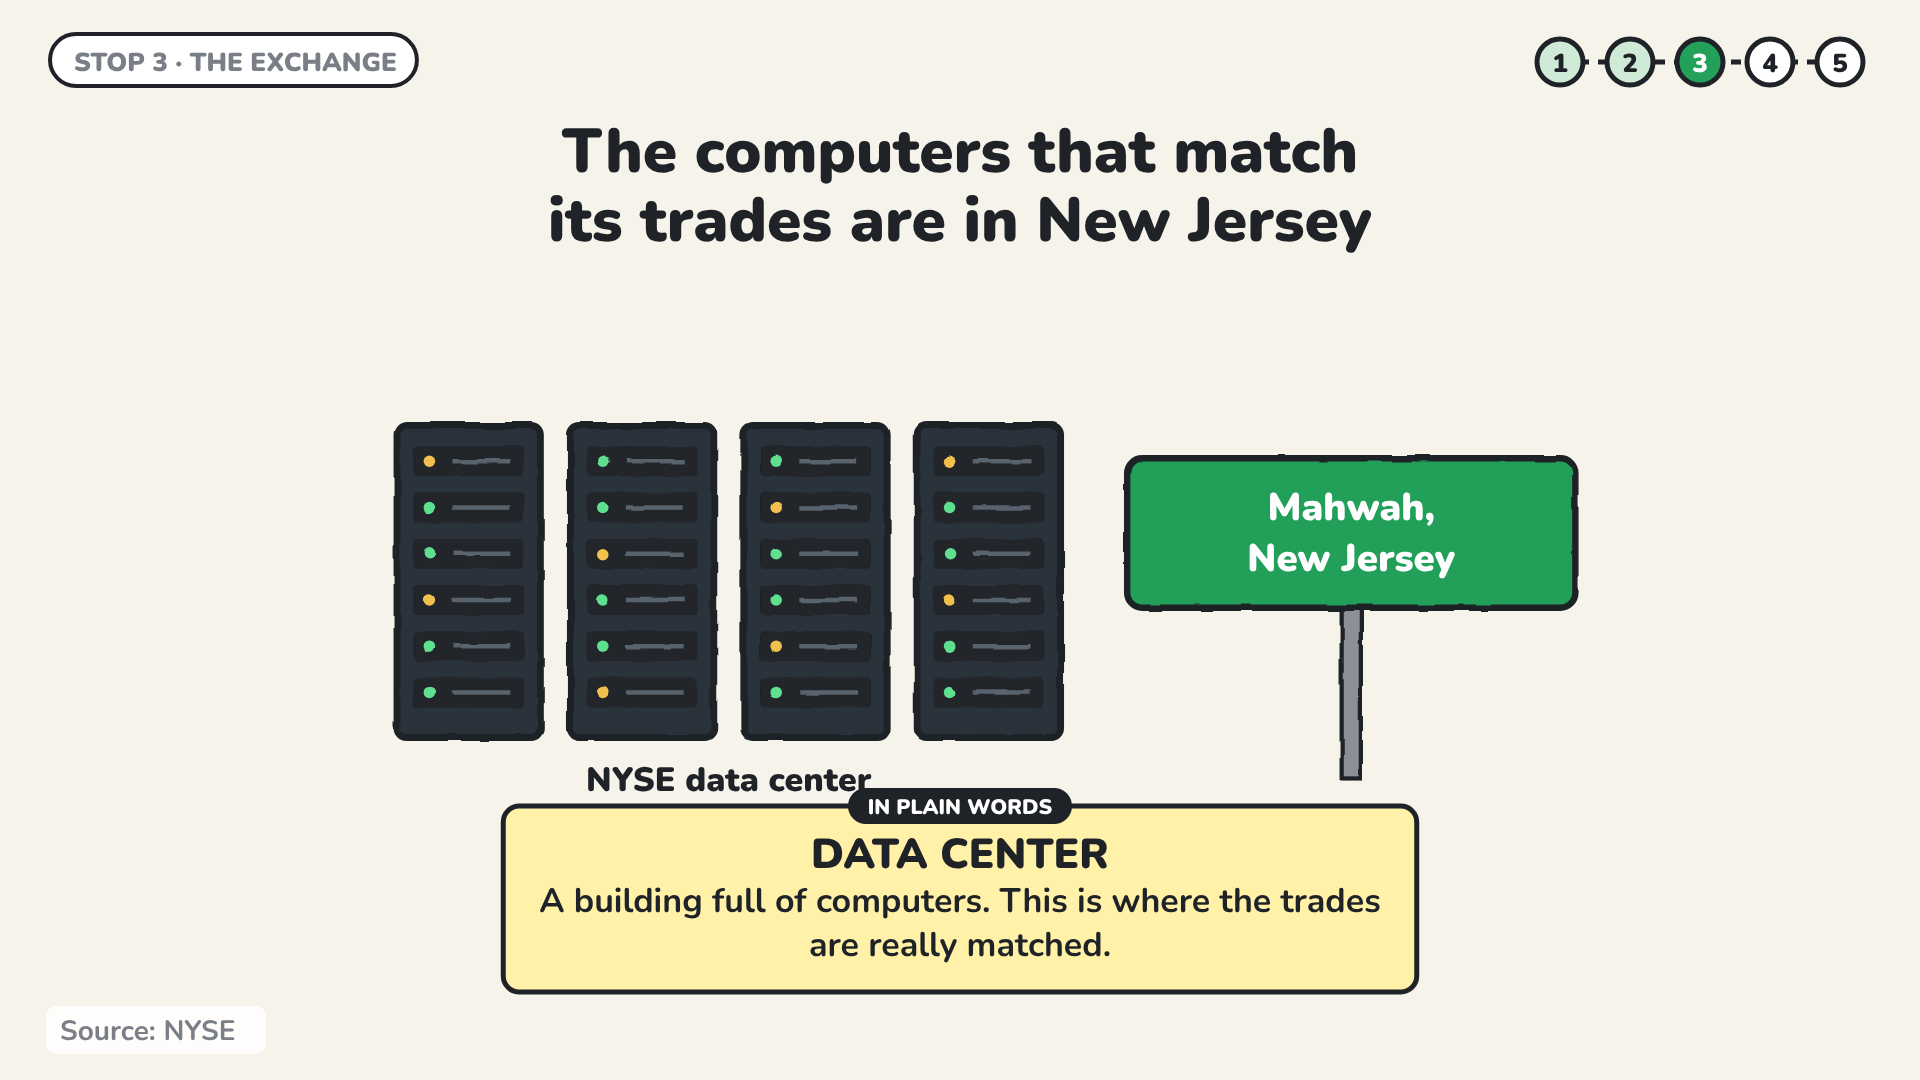 STOP 3 · THE EXCHANGE
1 2 3 4 5
The computers that match
its trades are in New Jersey
Mahwah,
New Jersey
NYSE data center
IN PLAIN WORDS
DATA CENTER
A building full of computers. This is where the trades
are really matched.
Source: NYSE